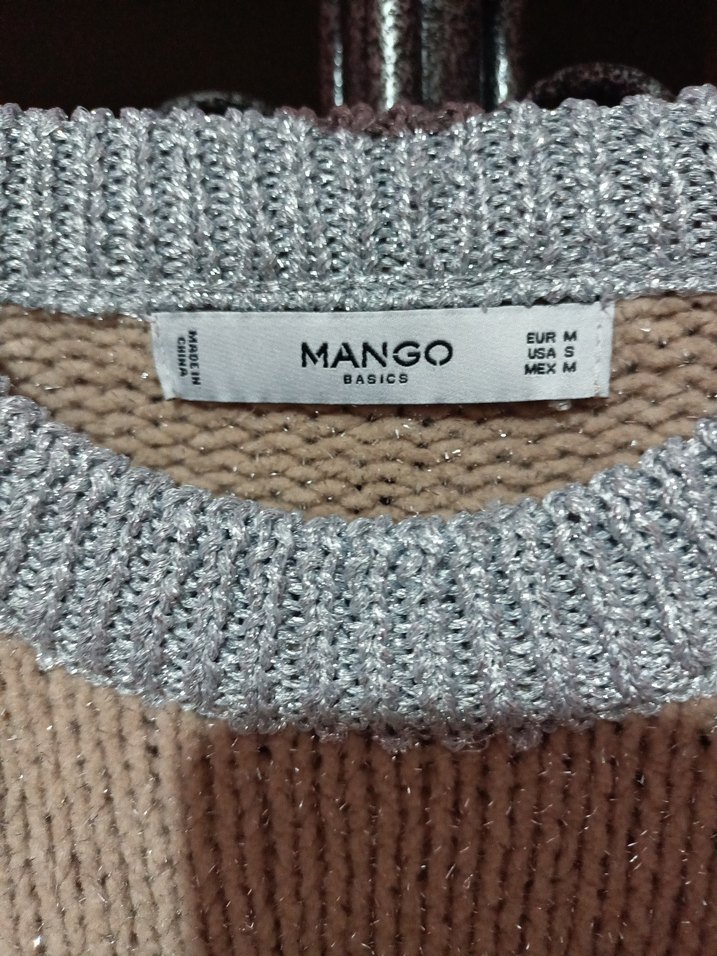 MADE IN
CHINA
MANGO
BASICS
EUR M
USA S
MEX M